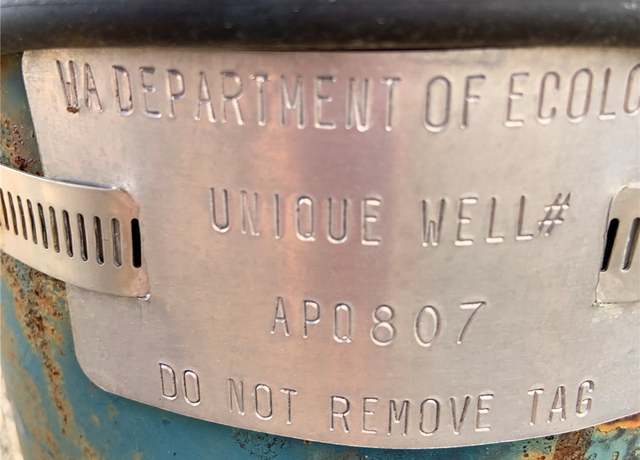 WA DEPARTMENT OF ECOLO
UNIQUE WELL#
APQ807
DO NOT REMOVE TAG